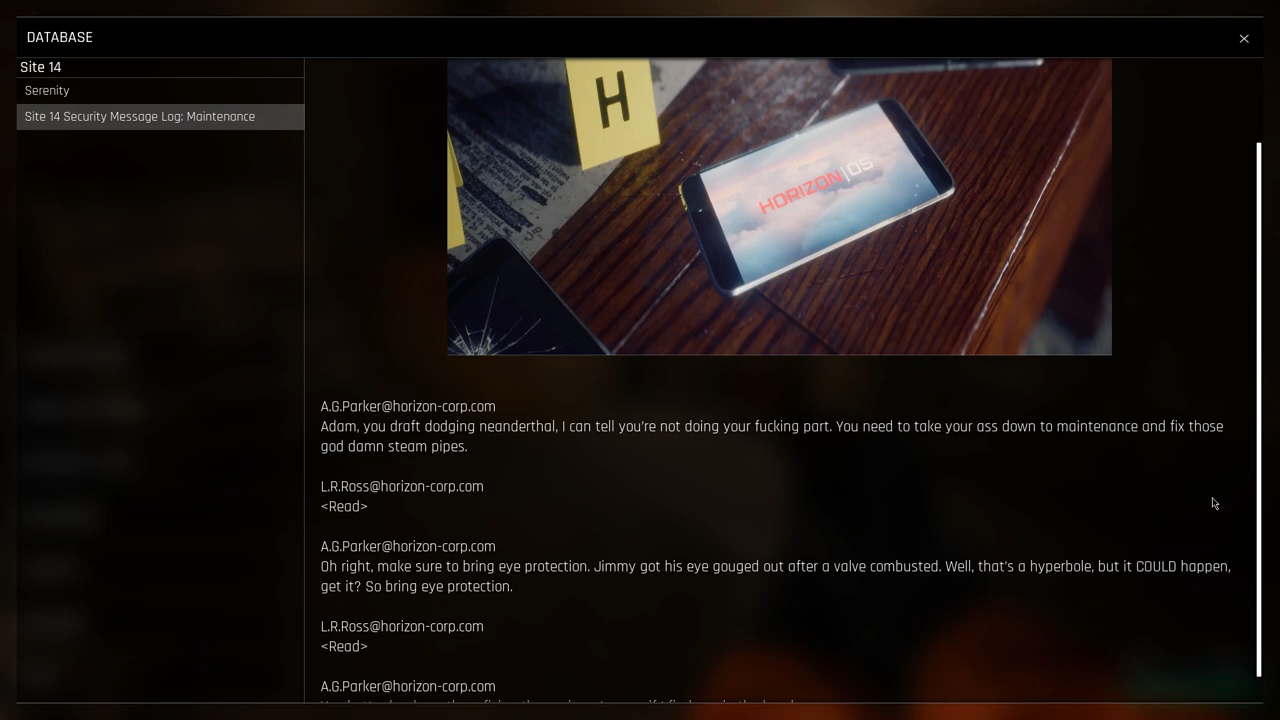 DATABASE
Site 14
Serenity
Site 14 Security Message Log: Maintenance
H
HORIZON|OS
A.G.Parker@horizon-corp.com
Adam, you draft dodging neanderthal, I can tell you're not doing your fucking part. You need to take your ass down to maintenance and fix those
god damn steam pipes.
L.R.Ross@horizon-corp.com
<Read>
A.G.Parker@horizon-corp.com
Oh right, make sure to bring eye protection. Jimmy got his eye gouged out after a valve combusted. Well, that's a hyperbole, but it COULD happen,
get it? So bring eye protection.
L.R.Ross@horizon-corp.com
<Read>
A.G.Parker@horizon-corp.com